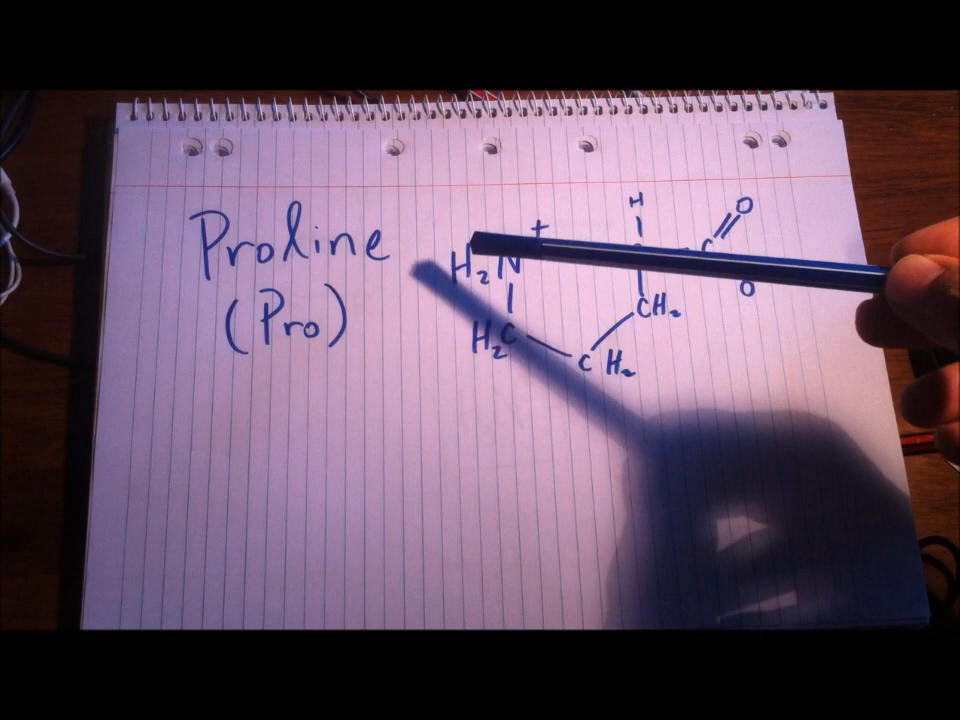 Proline
(Pro)
H
O
+
H₂N
C
O
CH₂
H₂C
CH₂